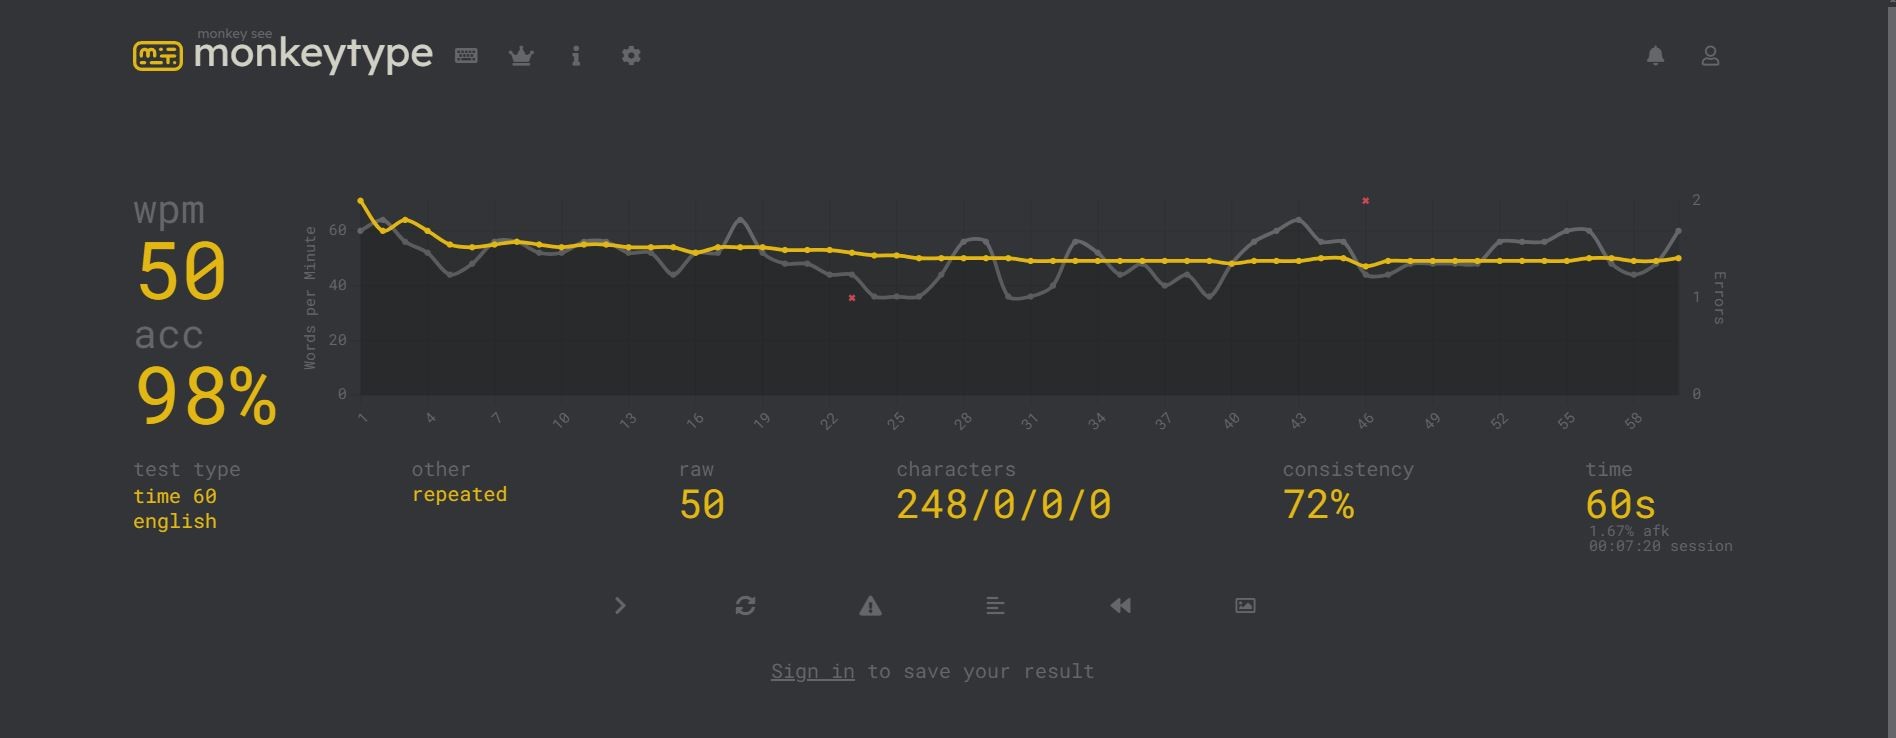 monkey see
monkeytype
wpm
50
acc
98%
Words per Minute
60
40
20
0
2
1
0
Errors
1 4 7 10 13 16 19 22 25 28 31 34 37 40 43 46 49 52 55 58
test type
time 60
english
other
repeated
raw
50
characters
248/0/0/0
consistency
72%
time
60s
1.67% afk
00:07:20 session
Sign in to save your result